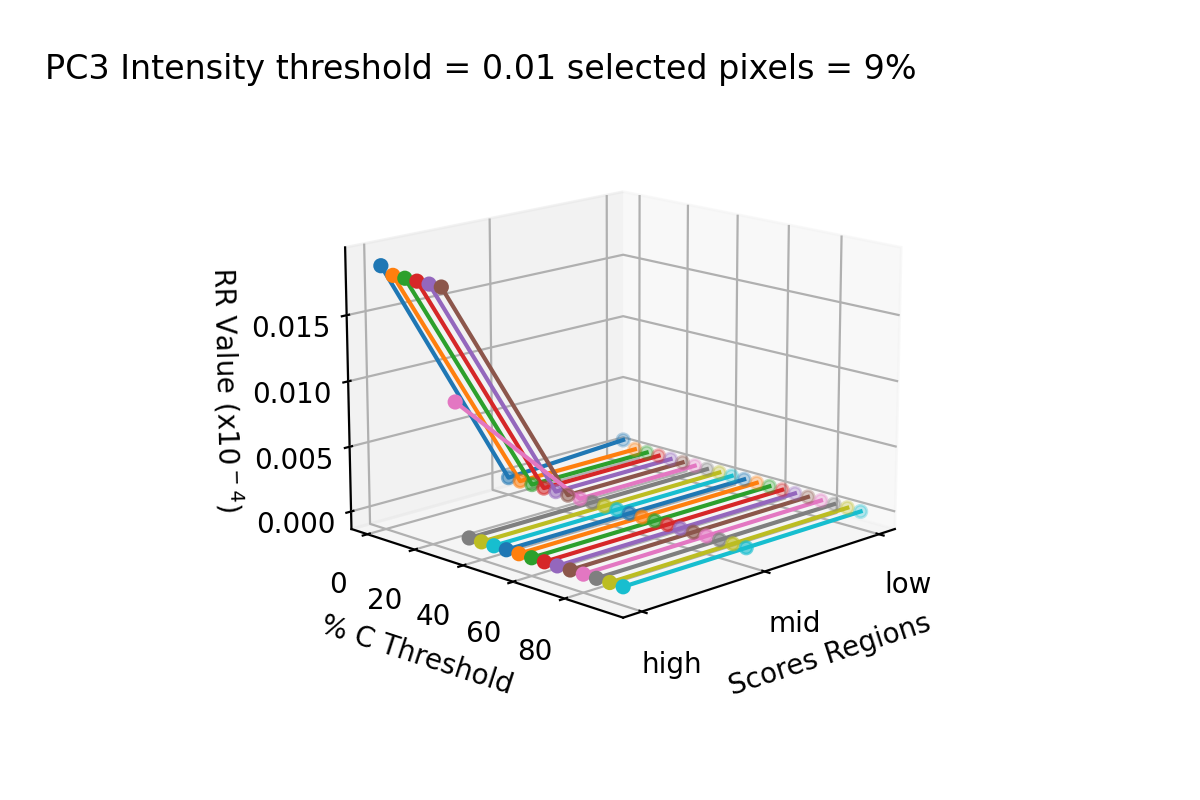 PC3 Intensity threshold = 0.01 selected pixels = 9%
RR Value (x10⁻⁴)
0.015
0.010
0.005
0.000
0
20
40
60
80
% C Threshold
high
mid
low
Scores Regions